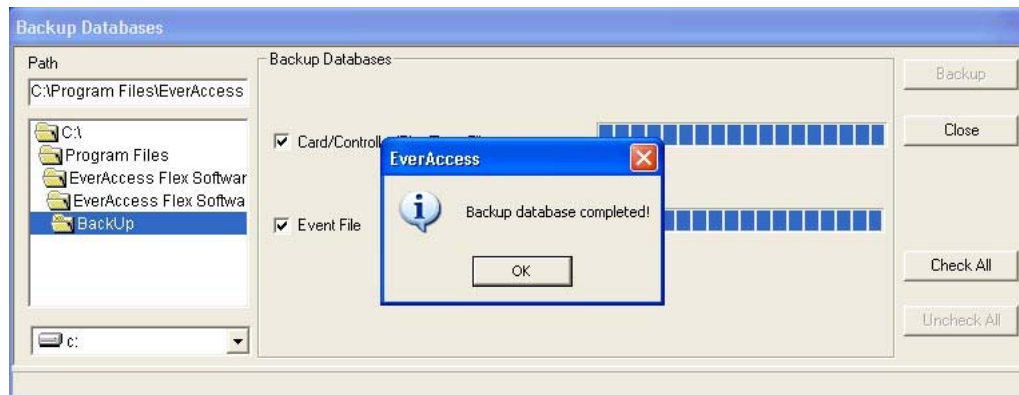 Backup Databases
Path
C:\Program Files\EverAccess
C:\
Program Files
EverAccess Flex Softwar
EverAccess Flex Softwa
BackUp
c:
Backup Databases
Card/Controll
Event File
EverAccess
Backup database completed!
OK
Backup
Close
Check All
Uncheck All